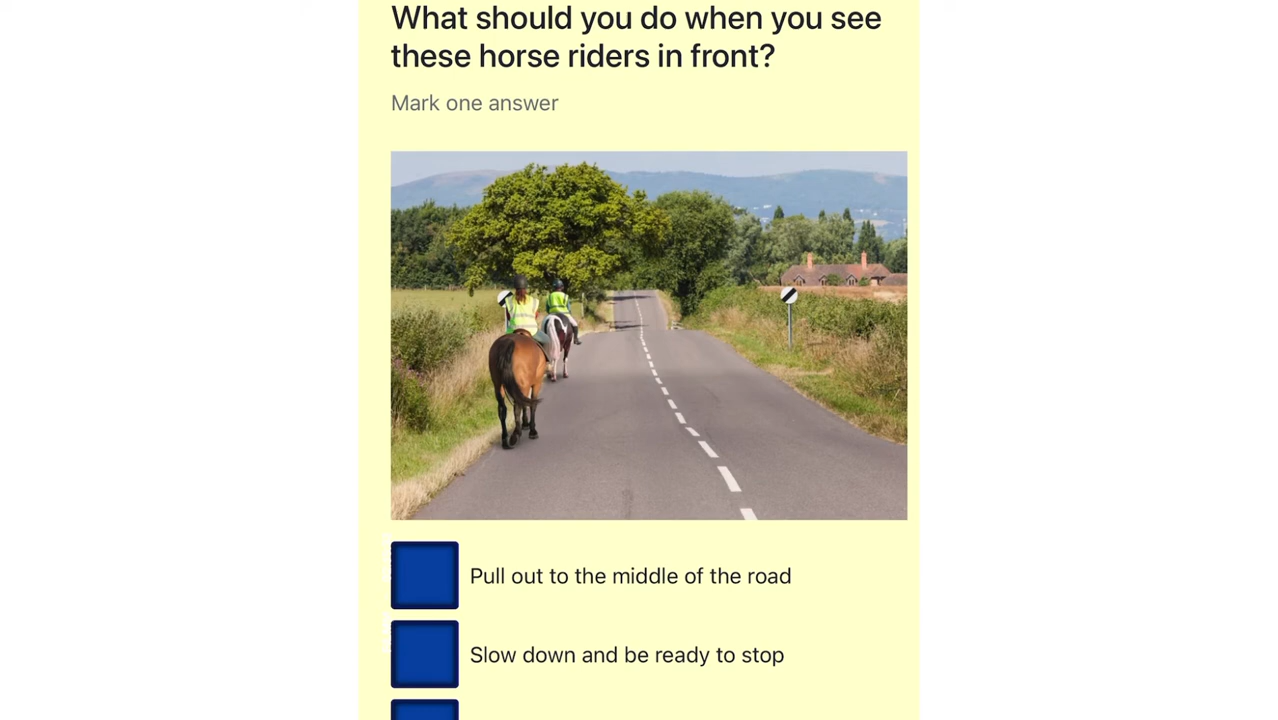 What should you do when you see
these horse riders in front?
Mark one answer
Pull out to the middle of the road
Slow down and be ready to stop